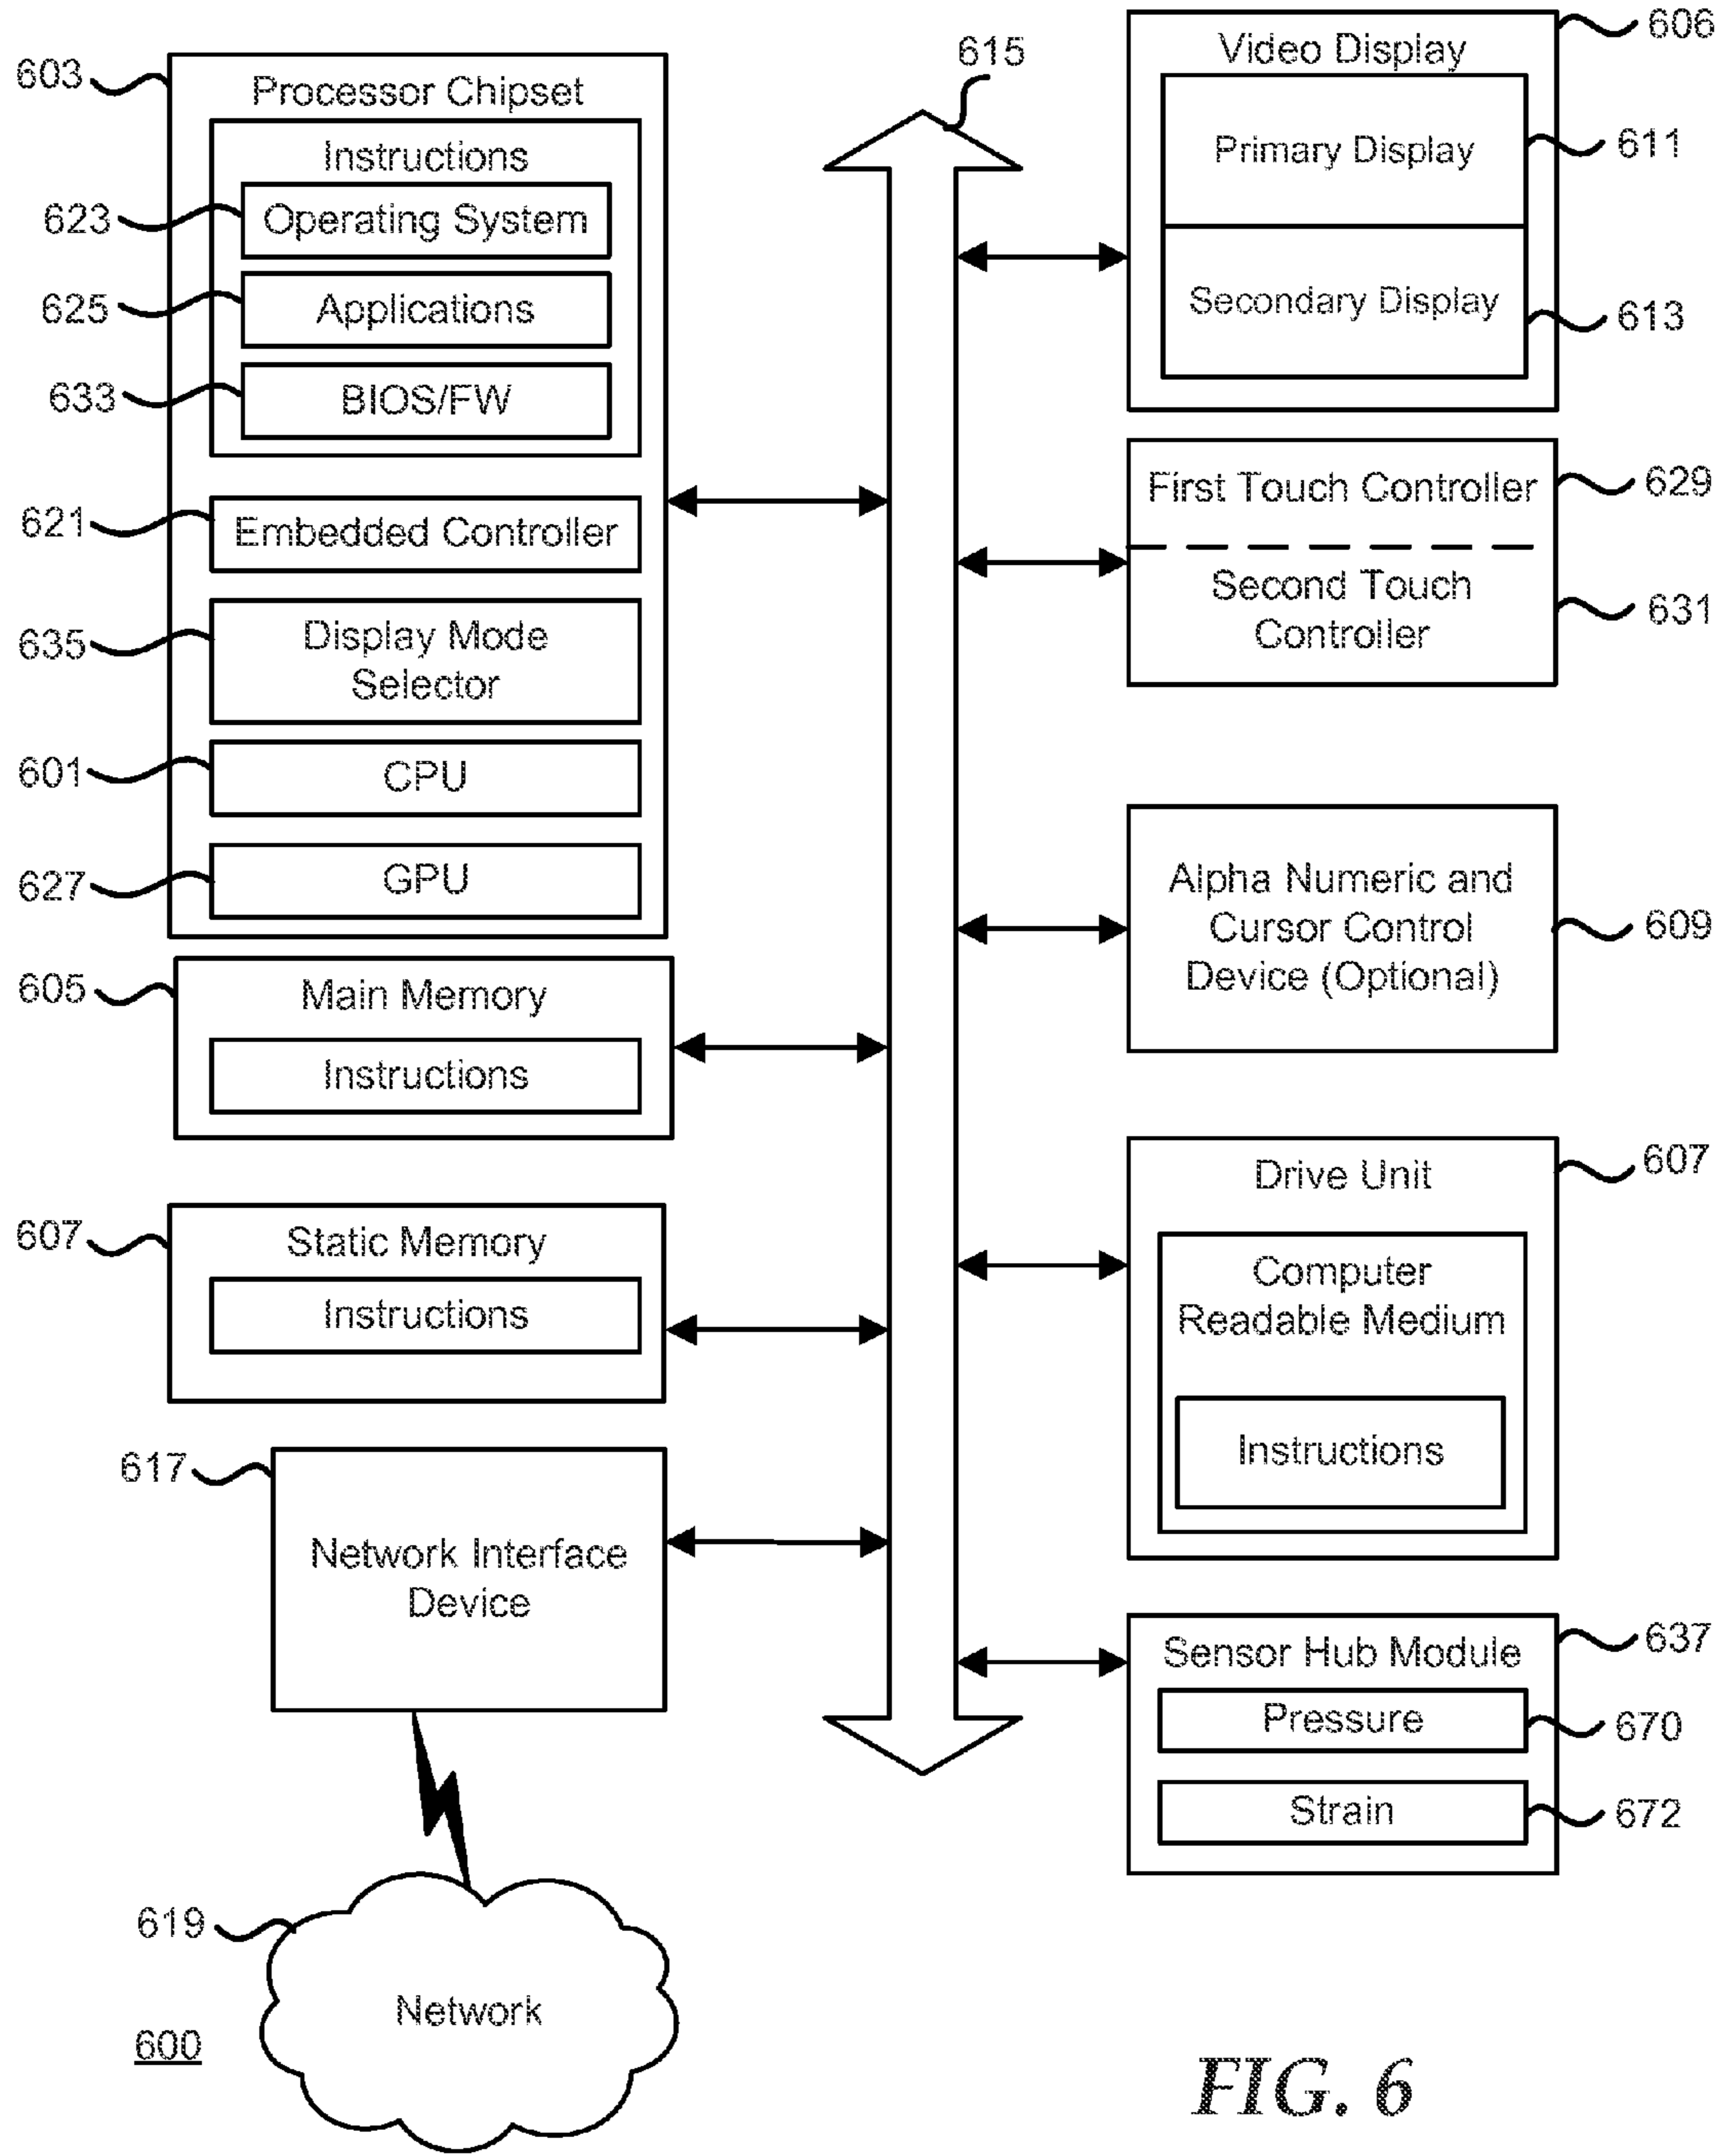 603
Processor Chipset
Instructions
623
Operating System
625
Applications
633
BIOS/FW
621
Embedded Controller
635
Display Mode
Selector
601
CPU
627
GPU
605
Main Memory
Instructions
607
Static Memory
Instructions
617
Network Interface
Device
619
Network
600
615
606
Video Display
Primary Display
611
Secondary Display
613
First Touch Controller
629
Second Touch
Controller
631
Alpha Numeric and
Cursor Control
Device (Optional)
609
Drive Unit
607
Computer
Readable Medium
Instructions
Sensor Hub Module
637
Pressure
670
Strain
672
FIG. 6